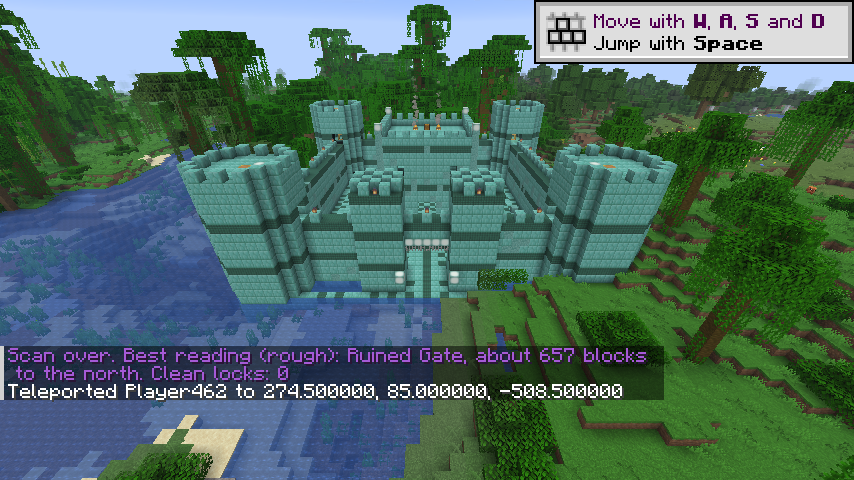 Move with W, A, S and D
Jump with Space
Scan over. Best reading (rough): Ruined Gate, about 657 blocks
to the north. Clean locks: 0
Teleported Player462 to 274.500000, 85.000000, -508.500000